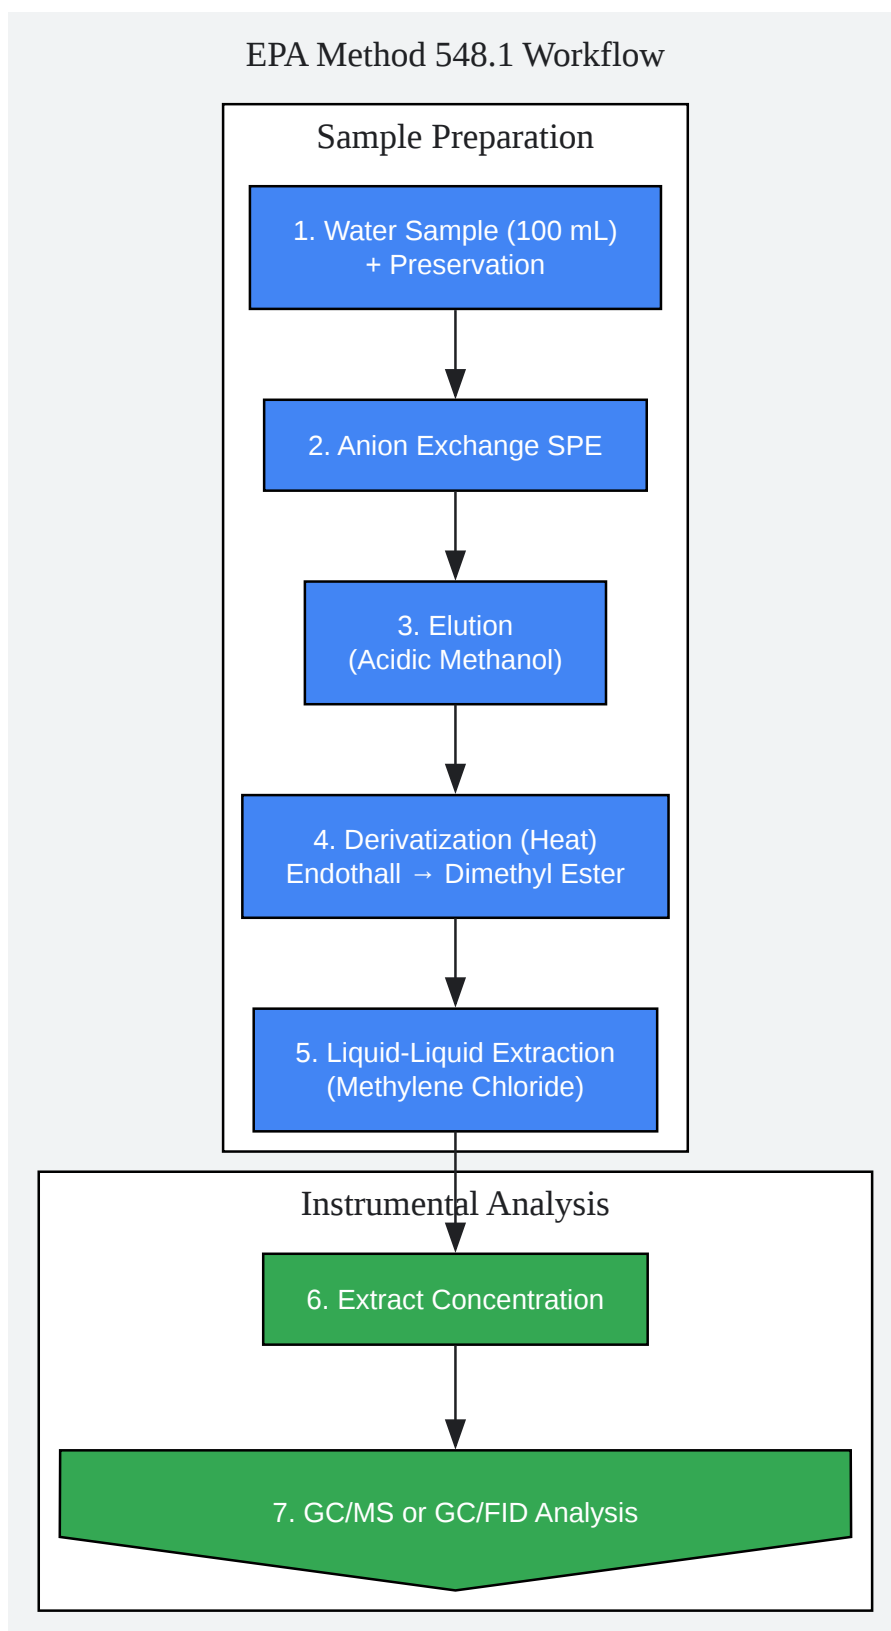 EPA Method 548.1 Workflow
Sample Preparation
1. Water Sample (100 mL)
+ Preservation
2. Anion Exchange SPE
3. Elution
(Acidic Methanol)
4. Derivatization (Heat)
Endothall → Dimethyl Ester
5. Liquid-Liquid Extraction
(Methylene Chloride)
Instrumental Analysis
6. Extract Concentration
7. GC/MS or GC/FID Analysis